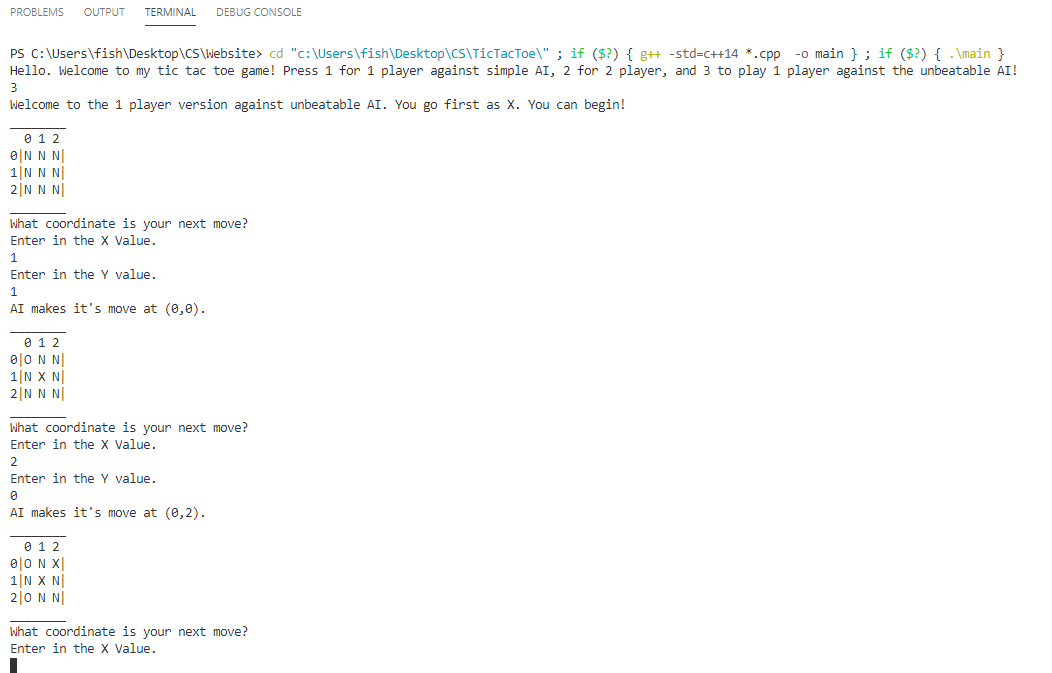 PROBLEMS OUTPUT TERMINAL DEBUG CONSOLE
PS C:\Users\fish\Desktop\CS\Website> cd "c:\Users\fish\Desktop\CS\TicTacToe\" ; if ($?) { g++ -std=c++14 *.cpp -o main } ; if ($?) { .\main }
Hello. Welcome to my tic tac toe game! Press 1 for 1 player against simple AI, 2 for 2 player, and 3 to play 1 player against the unbeatable AI!
3
Welcome to the 1 player version against unbeatable AI. You go first as X. You can begin!
________
  0 1 2
0|N N N|
1|N N N|
2|N N N|
________
What coordinate is your next move?
Enter in the X Value.
1
Enter in the Y value.
1
AI makes it's move at (0,0).
________
  0 1 2
0|O N N|
1|N X N|
2|N N N|
________
What coordinate is your next move?
Enter in the X Value.
2
Enter in the Y value.
0
AI makes it's move at (0,2).
________
  0 1 2
0|O N X|
1|N X N|
2|O N N|
________
What coordinate is your next move?
Enter in the X Value.